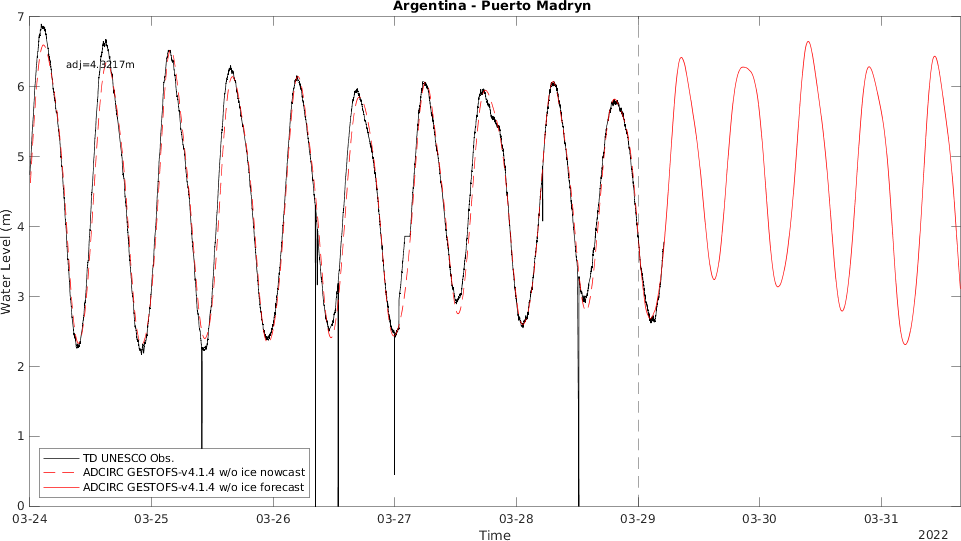 Argentina - Puerto Madryn
7
adj=4.3217m
6
5
4
3
2
1
0
Water Level (m)
TD UNESCO Obs.
ADCIRC GESTOFS-v4.1.4 w/o ice nowcast
ADCIRC GESTOFS-v4.1.4 w/o ice forecast
03-24 03-25 03-26 03-27 03-28 03-29 03-30 03-31
Time
2022